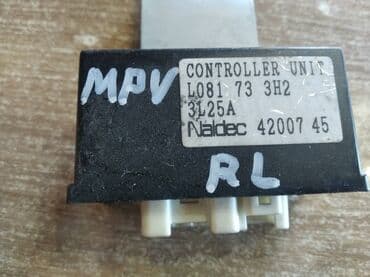 MPV
CONTROLLER UNIT
L081 73 3H2
3L25A
Naldec 42007 45
RL